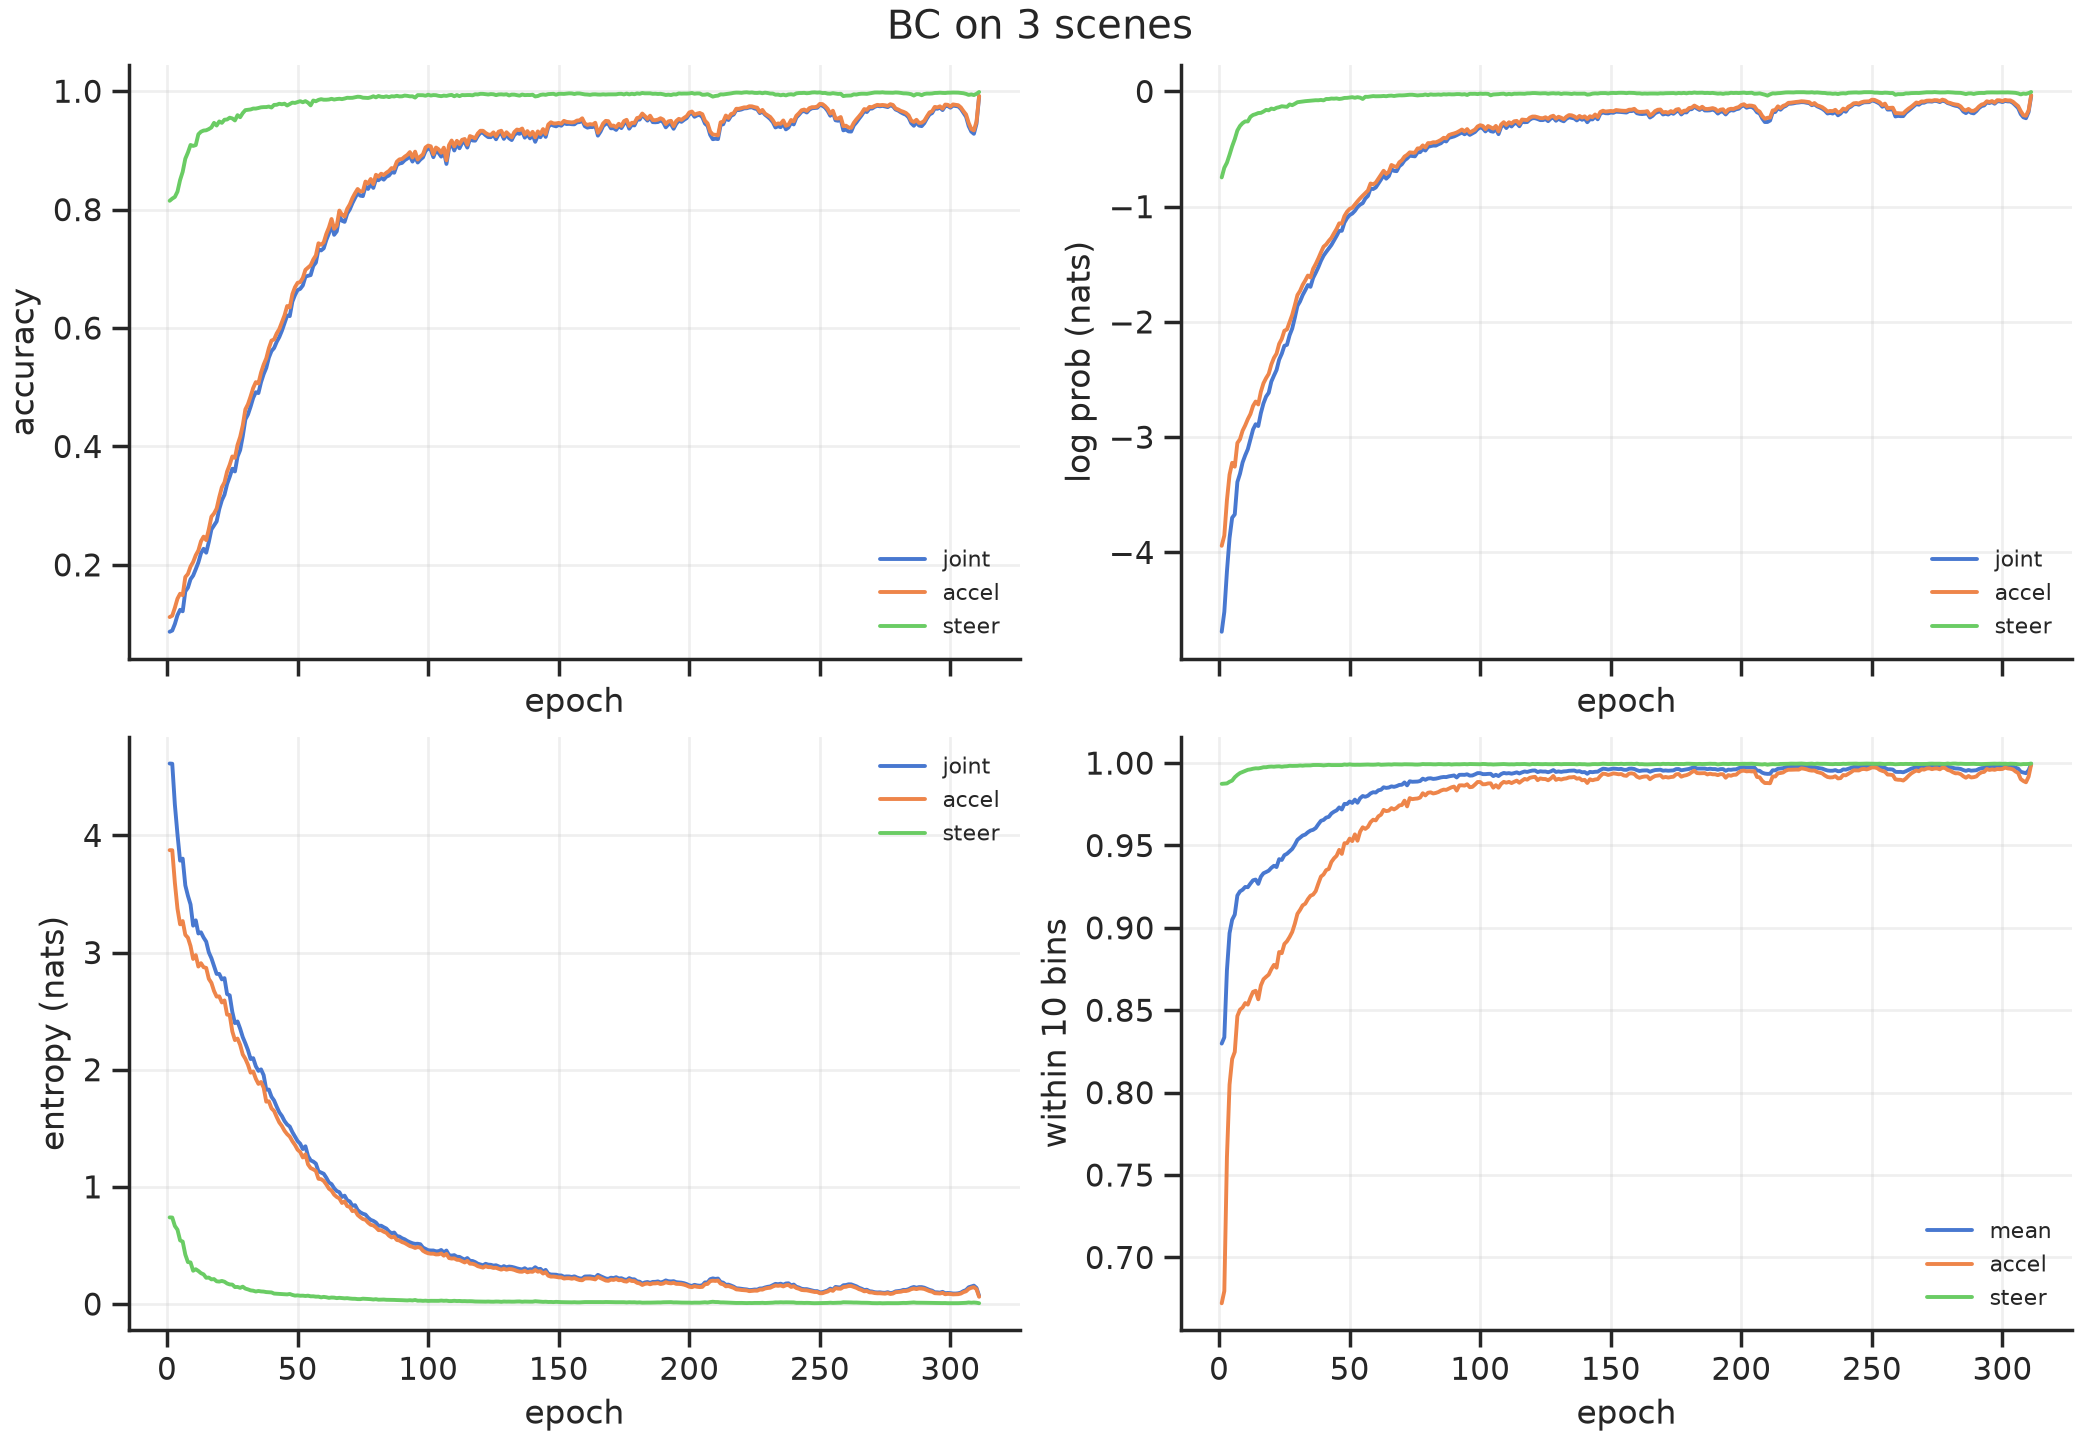 BC on 3 scenes
accuracy
1.0
0.8
0.6
0.4
0.2
joint
accel
steer
epoch
log prob (nats)
0
−1
−2
−3
−4
joint
accel
steer
epoch
entropy (nats)
4
3
2
1
0
joint
accel
steer
0 50 100 150 200 250 300
epoch
within 10 bins
1.00
0.95
0.90
0.85
0.80
0.75
0.70
mean
accel
steer
0 50 100 150 200 250 300
epoch